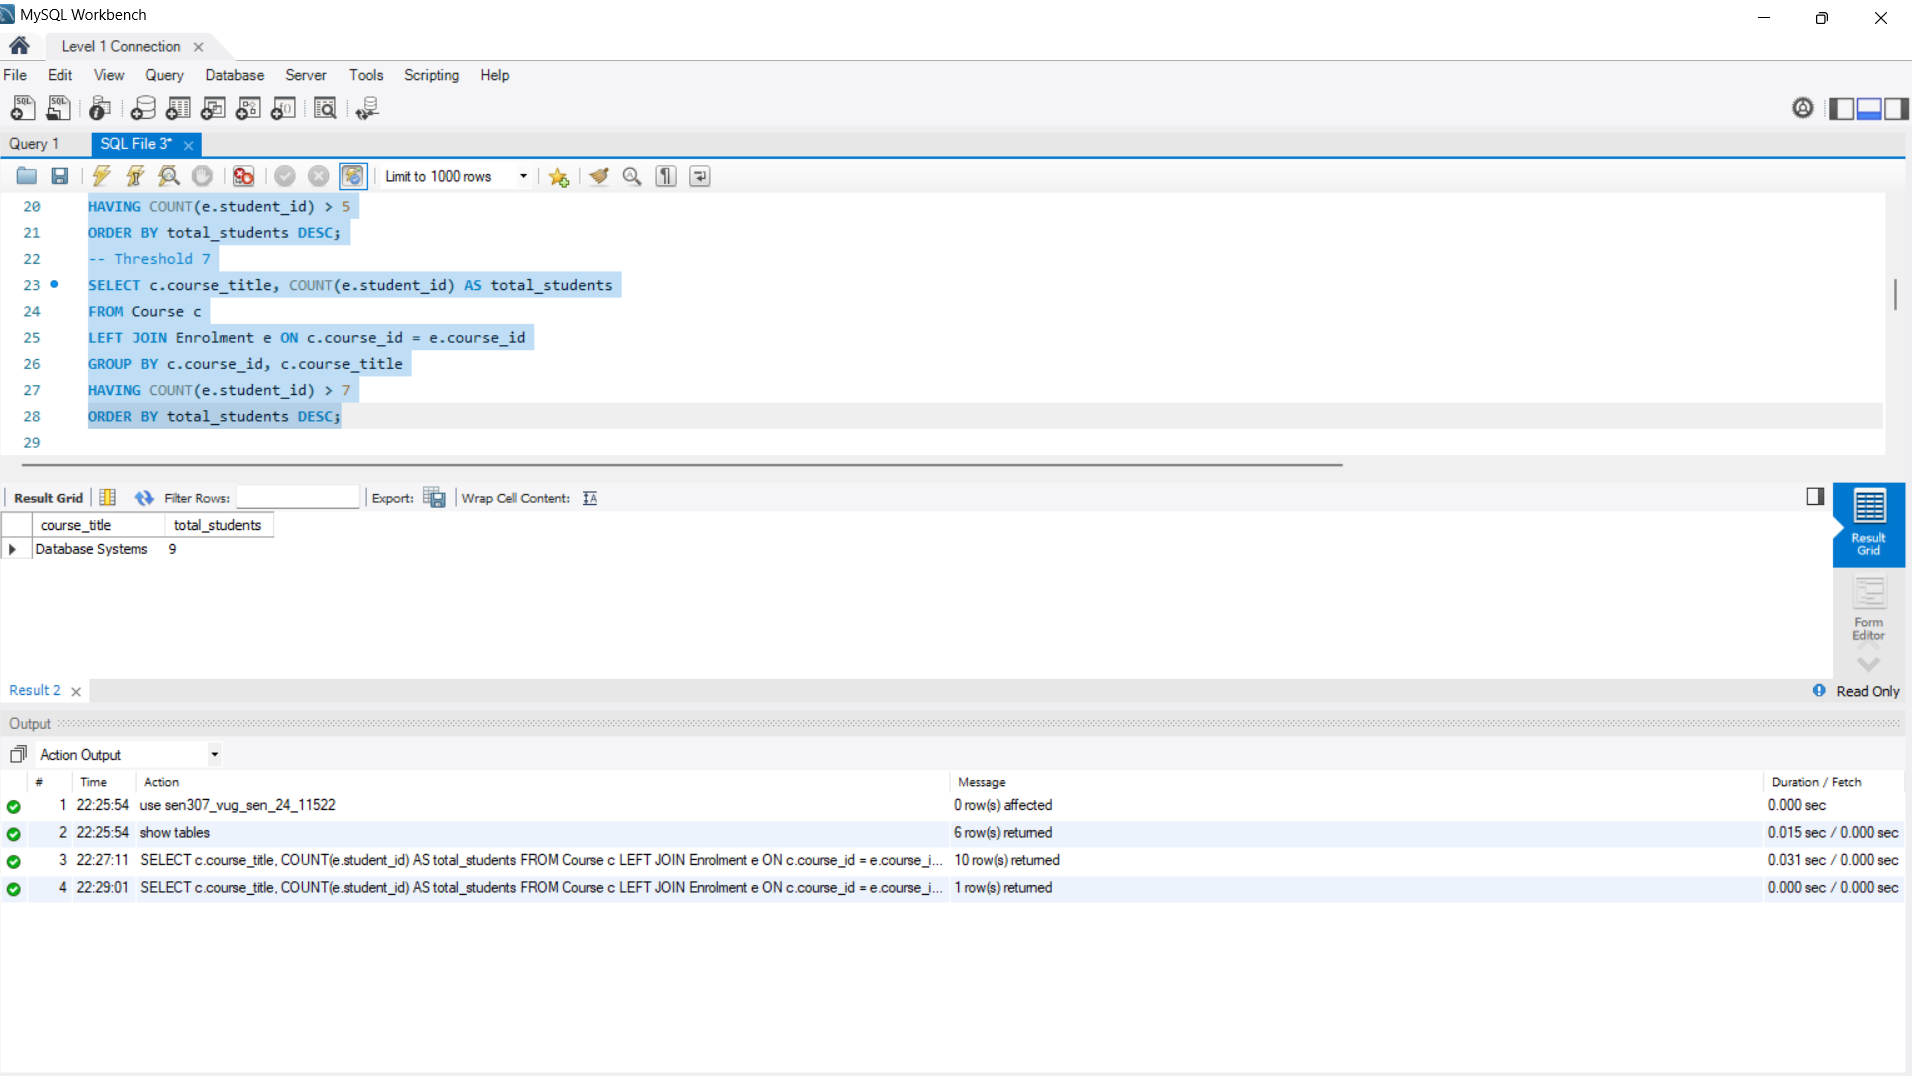 MySQL Workbench
Level 1 Connection
File Edit View Query Database Server Tools Scripting Help
Query 1 SQL File 3*
Limit to 1000 rows
20 HAVING COUNT(e.student_id) > 5
21 ORDER BY total_students DESC;
22 -- Threshold 7
23 SELECT c.course_title, COUNT(e.student_id) AS total_students
24 FROM Course c
25 LEFT JOIN Enrolment e ON c.course_id = e.course_id
26 GROUP BY c.course_id, c.course_title
27 HAVING COUNT(e.student_id) > 7
28 ORDER BY total_students DESC;
29
Result Grid Filter Rows: Export: Wrap Cell Content:
course_title total_students
Database Systems 9
Result
Grid
Form
Editor
Result 2 Read Only
Output
Action Output
# Time Action Message Duration / Fetch
1 22:25:54 use sen307_vug_sen_24_11522 0 row(s) affected 0.000 sec
2 22:25:54 show tables 6 row(s) returned 0.015 sec / 0.000 sec
3 22:27:11 SELECT c.course_title, COUNT(e.student_id) AS total_students FROM Course c LEFT JOIN Enrolment e ON c.course_id = e.course_i... 10 row(s) returned 0.031 sec / 0.000 sec
4 22:29:01 SELECT c.course_title, COUNT(e.student_id) AS total_students FROM Course c LEFT JOIN Enrolment e ON c.course_id = e.course_i... 1 row(s) returned 0.000 sec / 0.000 sec